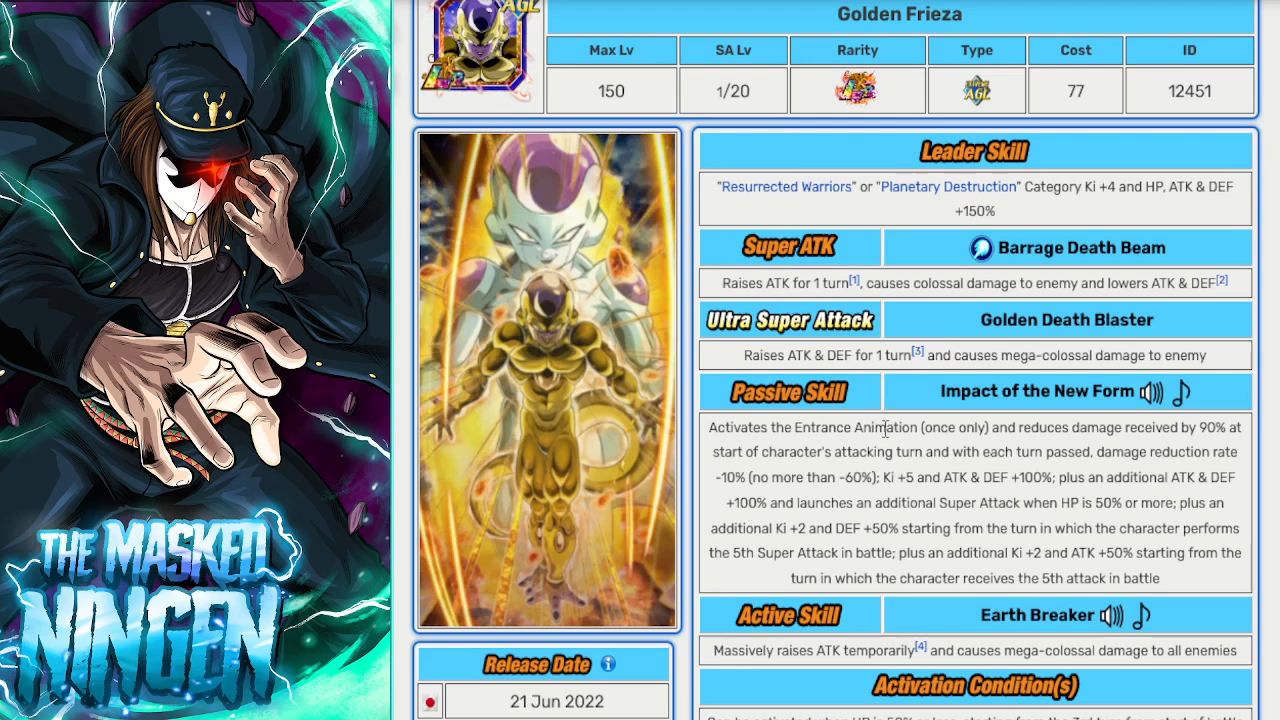 AGL
Golden Frieza
Max Lv
SA Lv
Rarity
Type
Cost
ID
150
1/20
EXTREME
AGL
77
12451
Leader Skill
"Resurrected Warriors" or "Planetary Destruction" Category Ki +4 and HP, ATK & DEF
+150%
Super ATK
Barrage Death Beam
Raises ATK for 1 turn[1], causes colossal damage to enemy and lowers ATK & DEF[2]
Ultra Super Attack
Golden Death Blaster
Raises ATK & DEF for 1 turn[3] and causes mega-colossal damage to enemy
Passive Skill
Impact of the New Form
Activates the Entrance Animation (once only) and reduces damage received by 90% at
start of character's attacking turn and with each turn passed, damage reduction rate
-10% (no more than -60%); Ki +5 and ATK & DEF +100%; plus an additional ATK & DEF
+100% and launches an additional Super Attack when HP is 50% or more; plus an
additional Ki +2 and DEF +50% starting from the turn in which the character performs
the 5th Super Attack in battle; plus an additional Ki +2 and ATK +50% starting from the
turn in which the character receives the 5th attack in battle
Active Skill
Earth Breaker
Massively raises ATK temporarily[4] and causes mega-colossal damage to all enemies
Activation Condition(s)
Release Date
21 Jun 2022
THE MASKED
NINGEN